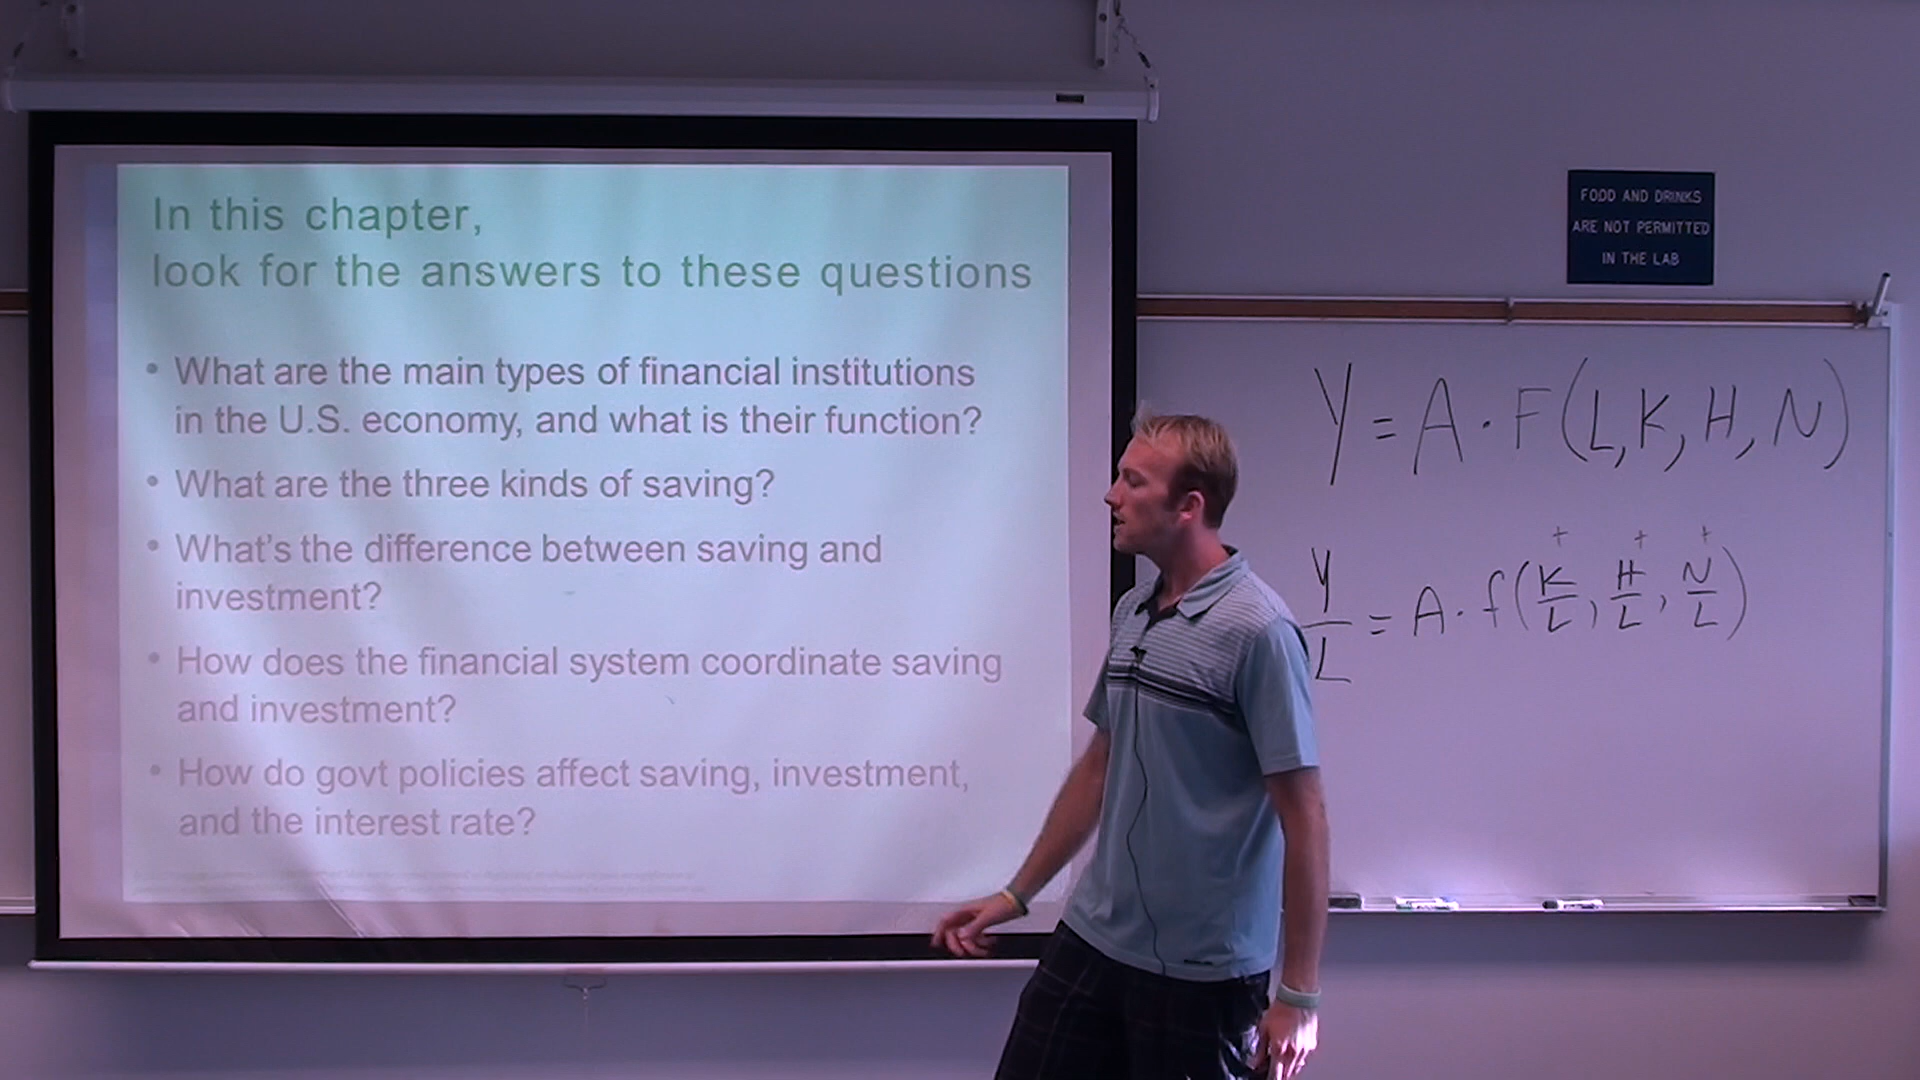 In this chapter,
look for the answers to these questions
• What are the main types of financial institutions
in the U.S. economy, and what is their function?
• What are the three kinds of saving?
• What's the difference between saving and
investment?
• How does the financial system coordinate saving
and investment?
• How do govt policies affect saving, investment,
and the interest rate?
FOOD AND DRINKS
ARE NOT PERMITTED
IN THE LAB
Y = A · F(L, K, H, N)
+ + +
Y/L = A · f(K/L, H/L, N/L)